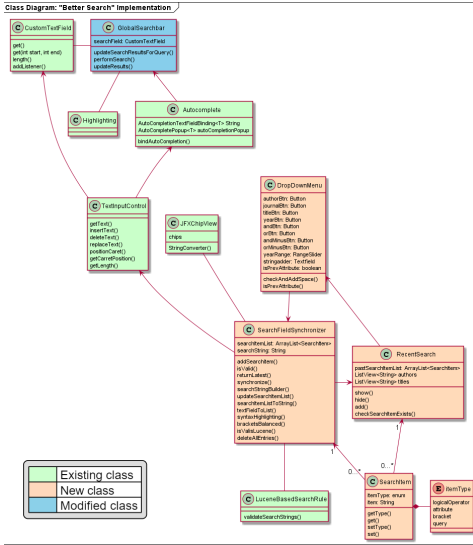 Class Diagram: "Better Search" Implementation
C CustomTextField
get()
get(int start, int end)
length()
addListener()
C GlobalSearchbar
searchField: CustomTextField
updateSearchResultsForQuery()
performSearch()
updateResults()
C Highlighting
C Autocomplete
AutoCompletionTextFieldBinding<T> String
AutoCompletePopup<T> autoCompletionPopup
bindAutoCompletion()
C TextInputControl
getText()
insertText()
deleteText()
replaceText()
positionCaret()
getCarretPosition()
getLength()
C JFXChipView
chips
StringConverter()
C DropDownMenu
authorBtn: Button
journalBtn: Button
titleBtn: Button
yearBtn: Button
andBtn: Button
orBtn: Button
andMinusBtn: Button
orMinusBtn: Button
yearRange: RangeSlider
stringadder: Textfield
isPrevAttribute: boolean
checkAndAddSpace()
isPrevAttribute()
C SearchFieldSynchronizer
searchItemList: ArrayList<SearchItem>
searchString: String
addSearchItem()
isValid()
returnLatest()
synchronize()
searchStringBuilder()
updateSearchItemList()
searchItemListToString()
textFieldToList()
syntaxHighlighting()
bracketsBalanced()
isValisLucene()
deleteAllEntries()
C RecentSearch
pastSearchItemList: ArrayList<SearchItem>
ListView<String> authors
ListView<String> titles
show()
hide()
add()
checkSearchItemExists()
1
1
0...*
0...*
C SearchItem
itemType: enum
item: String
getType()
get()
setType()
set()
E itemType
logicalOperator
attribute
bracket
query
C LuceneBasedSearchRule
validateSearchStrings()
Existing class
New class
Modified class